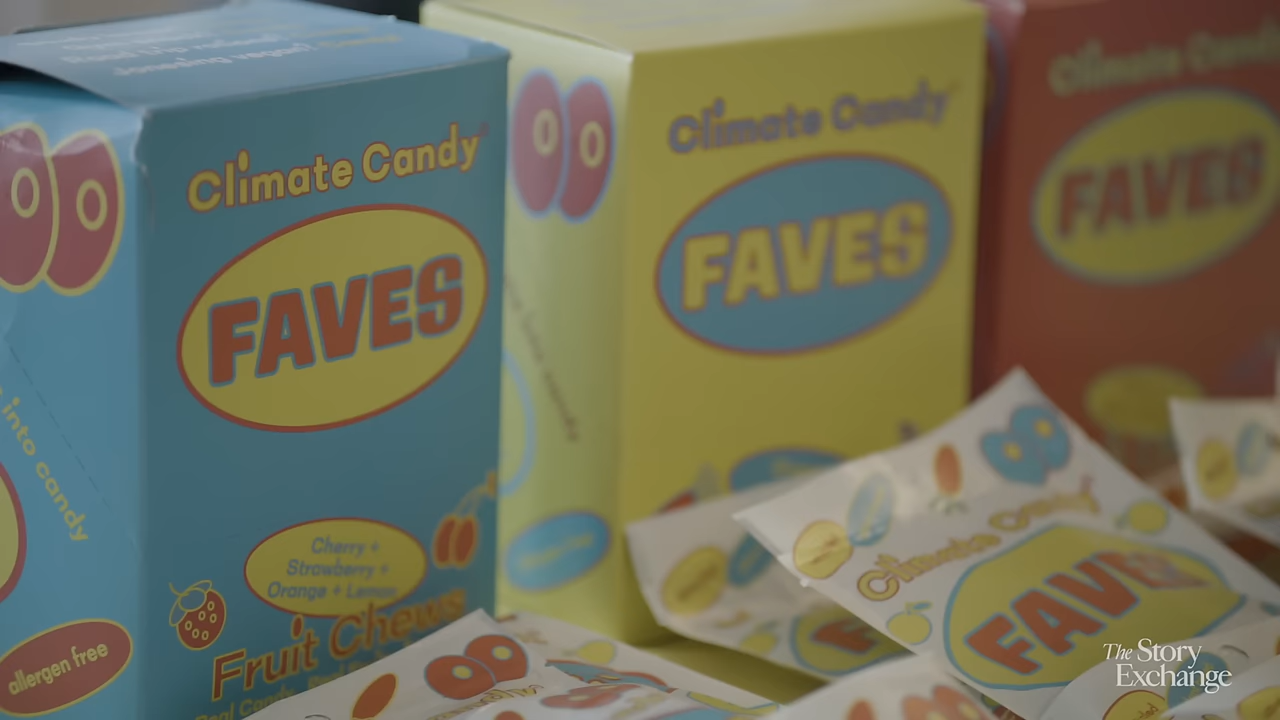 Climate Candy
FAVES
into candy
allergen free
Cherry +
Strawberry +
Orange + Lemon
Fruit Chews
Climate Candy
FAVES
Climate Candy
FAVES
Climate Candy
FAVE
The Story
Exchange